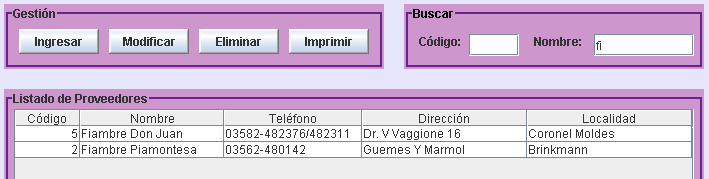 Gestión
Ingresar Modificar Eliminar Imprimir
Buscar
Código: Nombre: fi
Listado de Proveedores
Código Nombre Teléfono Dirección Localidad
5 Fiambre Don Juan 03582-482376/482311 Dr. V Vaggione 16 Coronel Moldes
2 Fiambre Piamontesa 03562-480142 Guemes Y Marmol Brinkmann